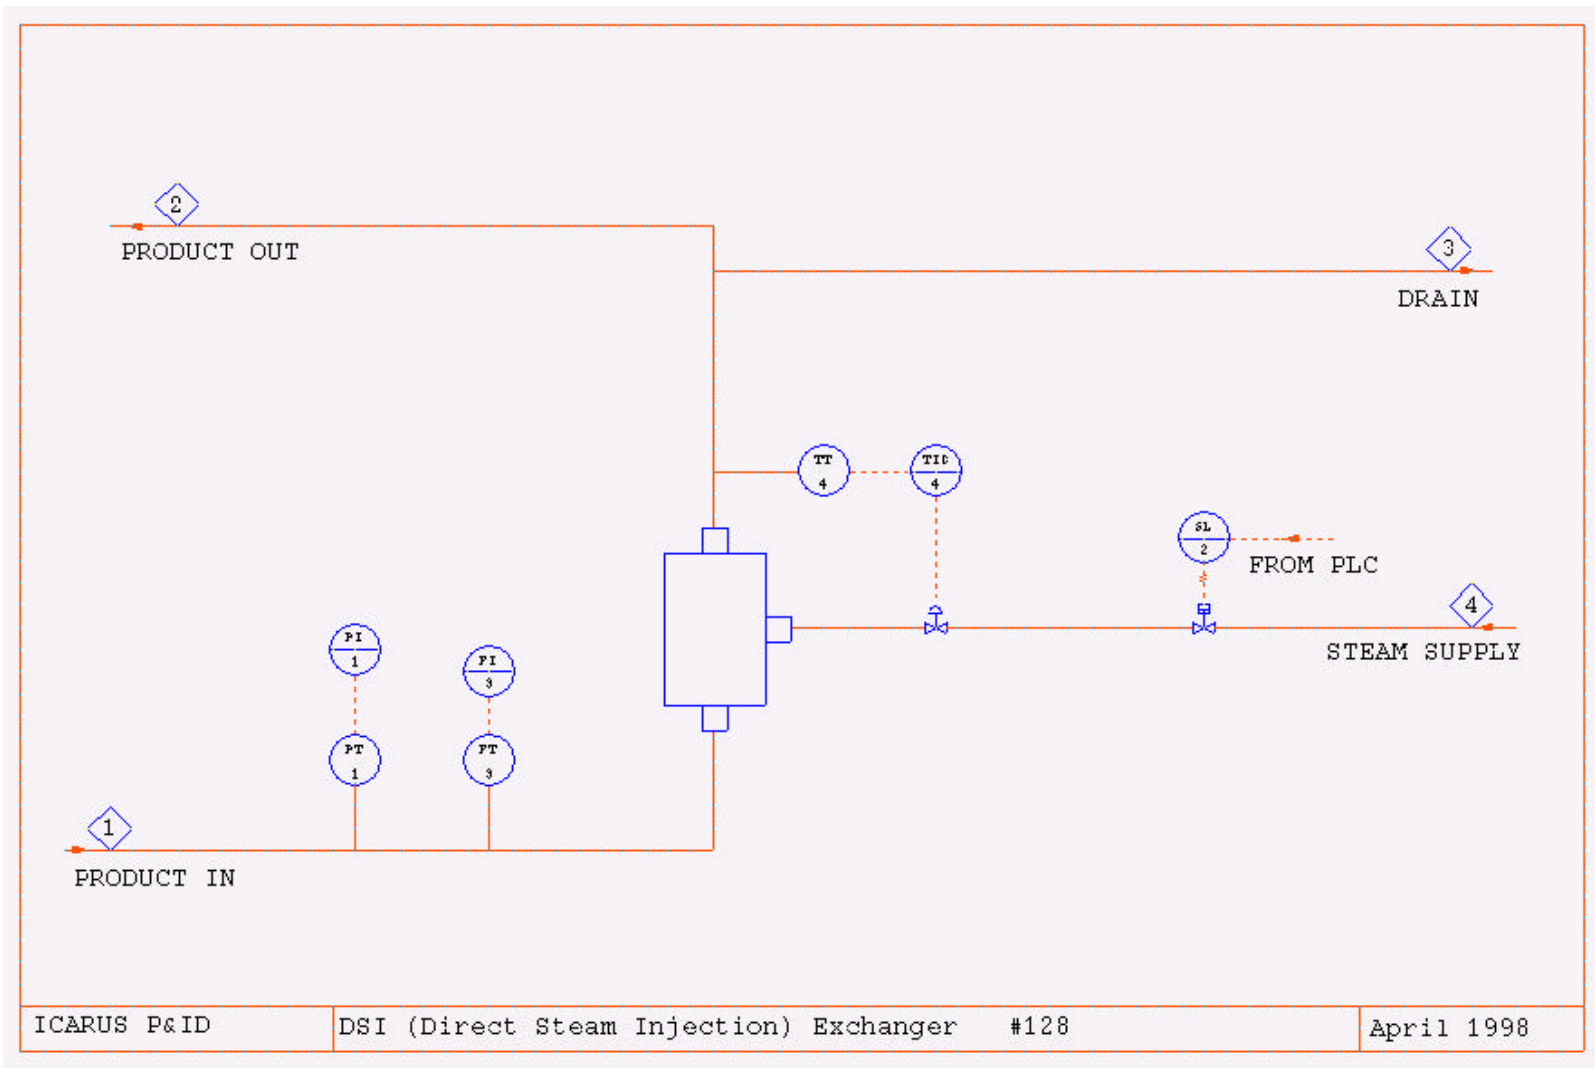 2
PRODUCT OUT
3
DRAIN
TT
4
TIC
4
SL
2
FROM PLC
4
STEAM SUPPLY
PI
1
FI
3
PT
1
FT
3
1
PRODUCT IN
ICARUS P&ID
DSI (Direct Steam Injection) Exchanger #128
April 1998